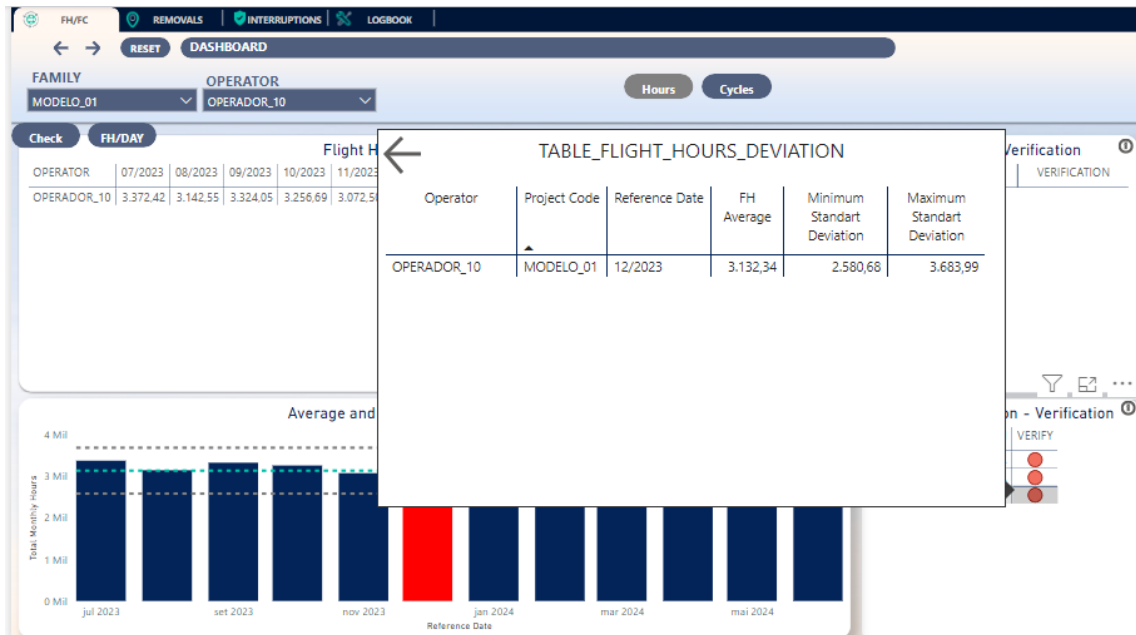 FH/FC REMOVALS INTERRUPTIONS LOGBOOK
RESET DASHBOARD
FAMILY OPERATOR
MODELO_01 OPERADOR_10
Hours Cycles
Check FH/DAY
Flight H
OPERATOR 07/2023 08/2023 09/2023 10/2023 11/2023
OPERADOR_10 3.372,42 3.142,55 3.324,05 3.256,69 3.072,50
TABLE_FLIGHT_HOURS_DEVIATION
Operator Project Code Reference Date FH Average Minimum Standart Deviation Maximum Standart Deviation
OPERADOR_10 MODELO_01 12/2023 3.132,34 2.580,68 3.683,99
Verification
VERIFICATION
Average and
n - Verification
VERIFY
Total Monthly Hours
4 Mil
3 Mil
2 Mil
1 Mil
0 Mil
jul 2023 set 2023 nov 2023 jan 2024 mar 2024 mai 2024
Reference Date